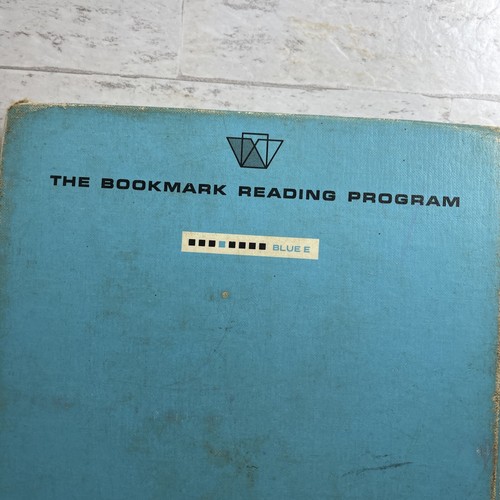 THE BOOKMARK READING PROGRAM
BLUE E